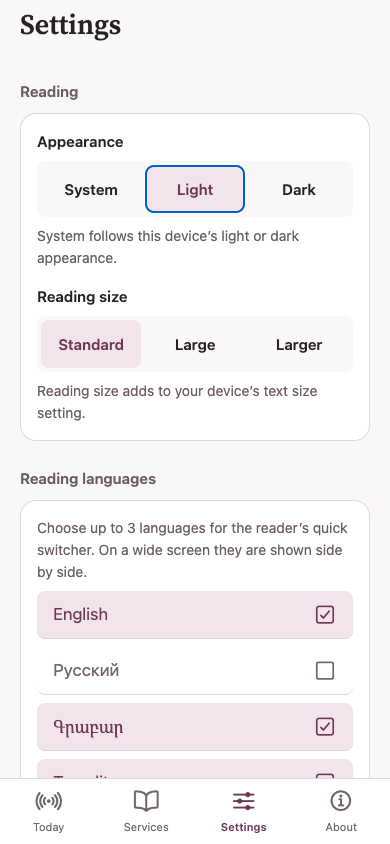 Settings
Reading
Appearance
System
Light
Dark
System follows this device’s light or dark
appearance.
Reading size
Standard
Large
Larger
Reading size adds to your device’s text size
setting.
Reading languages
Choose up to 3 languages for the reader’s quick
switcher. On a wide screen they are shown side
by side.
English
Русский
Գրաբար
Today
Services
Settings
About